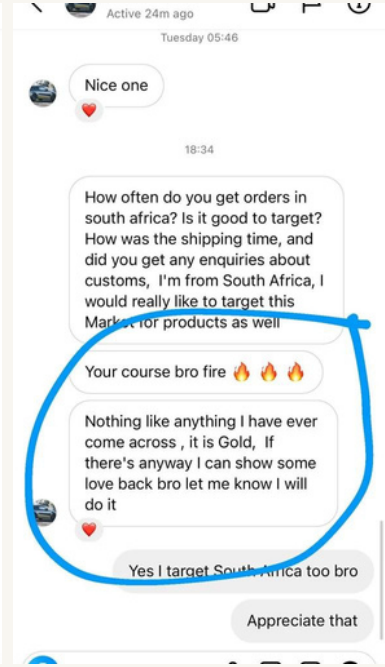 Active 24m ago
Tuesday 05:46
Nice one
18:34
How often do you get orders in
south africa? Is it good to target?
How was the shipping time, and
did you get any enquiries about
customs, I'm from South Africa, I
would really like to target this
Market for products as well
Your course bro fire 🔥 🔥 🔥
Nothing like anything I have ever
come across , it is Gold, If
there's anyway I can show some
love back bro let me know I will
do it
Yes I target South Africa too bro
Appreciate that